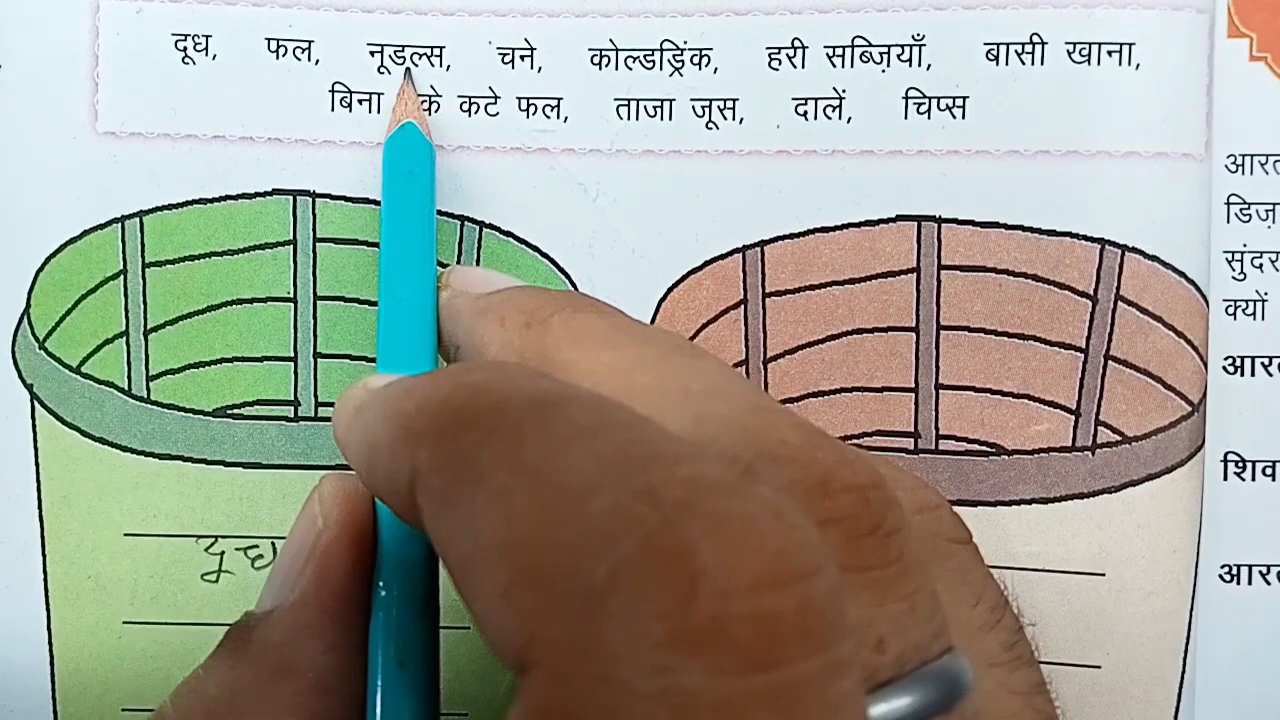 दूध, फल, नूडल्स, चने, कोल्डड्रिंक, हरी सब्ज़ियाँ, बासी खाना,
बिना के कटे फल, ताजा जूस, दालें, चिप्स
दूध
क्यों
शिव